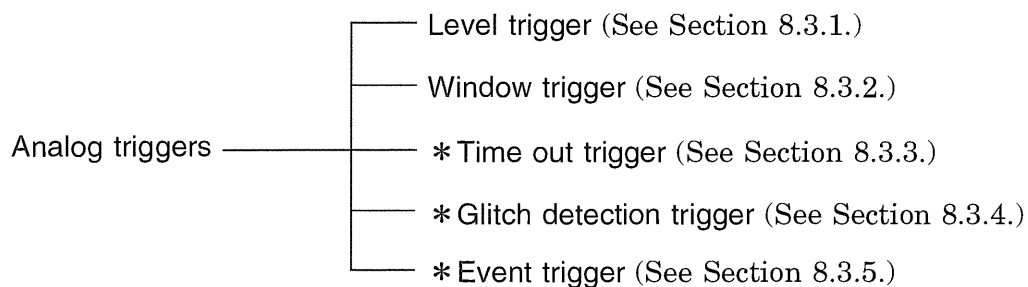 Level trigger (See Section 8.3.1.)
Window trigger (See Section 8.3.2.)
Analog triggers
* Time out trigger (See Section 8.3.3.)
* Glitch detection trigger (See Section 8.3.4.)
* Event trigger (See Section 8.3.5.)